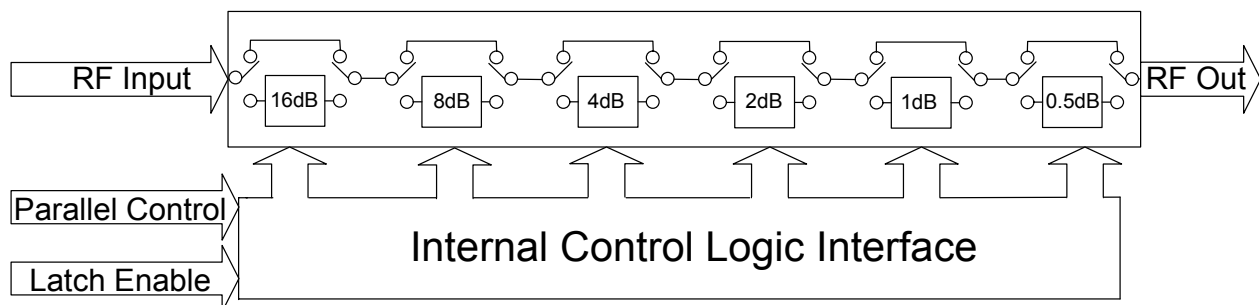 RF Input
16dB
8dB
4dB
2dB
1dB
0.5dB
RF Out
Parallel Control
Internal Control Logic Interface
Latch Enable